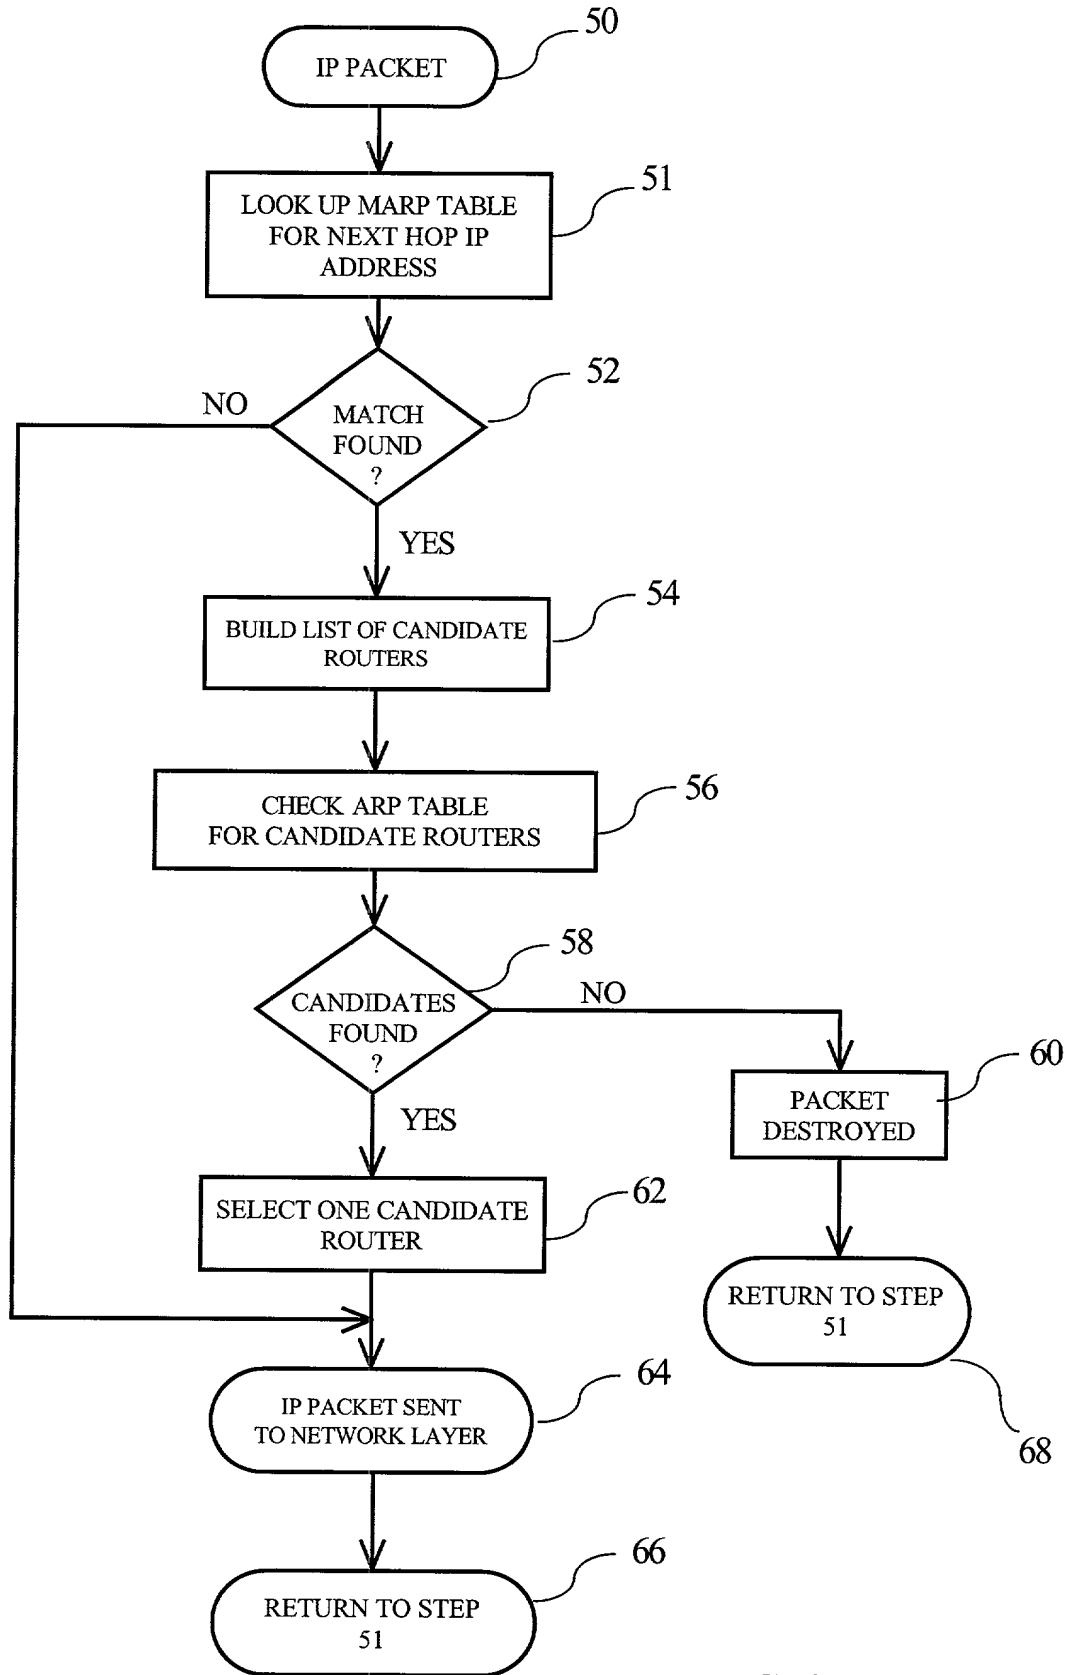 50
IP PACKET
51
LOOK UP MARP TABLE
FOR NEXT HOP IP
ADDRESS
52
NO
MATCH
FOUND
?
YES
54
BUILD LIST OF CANDIDATE
ROUTERS
56
CHECK ARP TABLE
FOR CANDIDATE ROUTERS
58
NO
CANDIDATES
FOUND
?
60
PACKET
DESTROYED
YES
62
SELECT ONE CANDIDATE
ROUTER
RETURN TO STEP
51
68
64
IP PACKET SENT
TO NETWORK LAYER
66
RETURN TO STEP
51